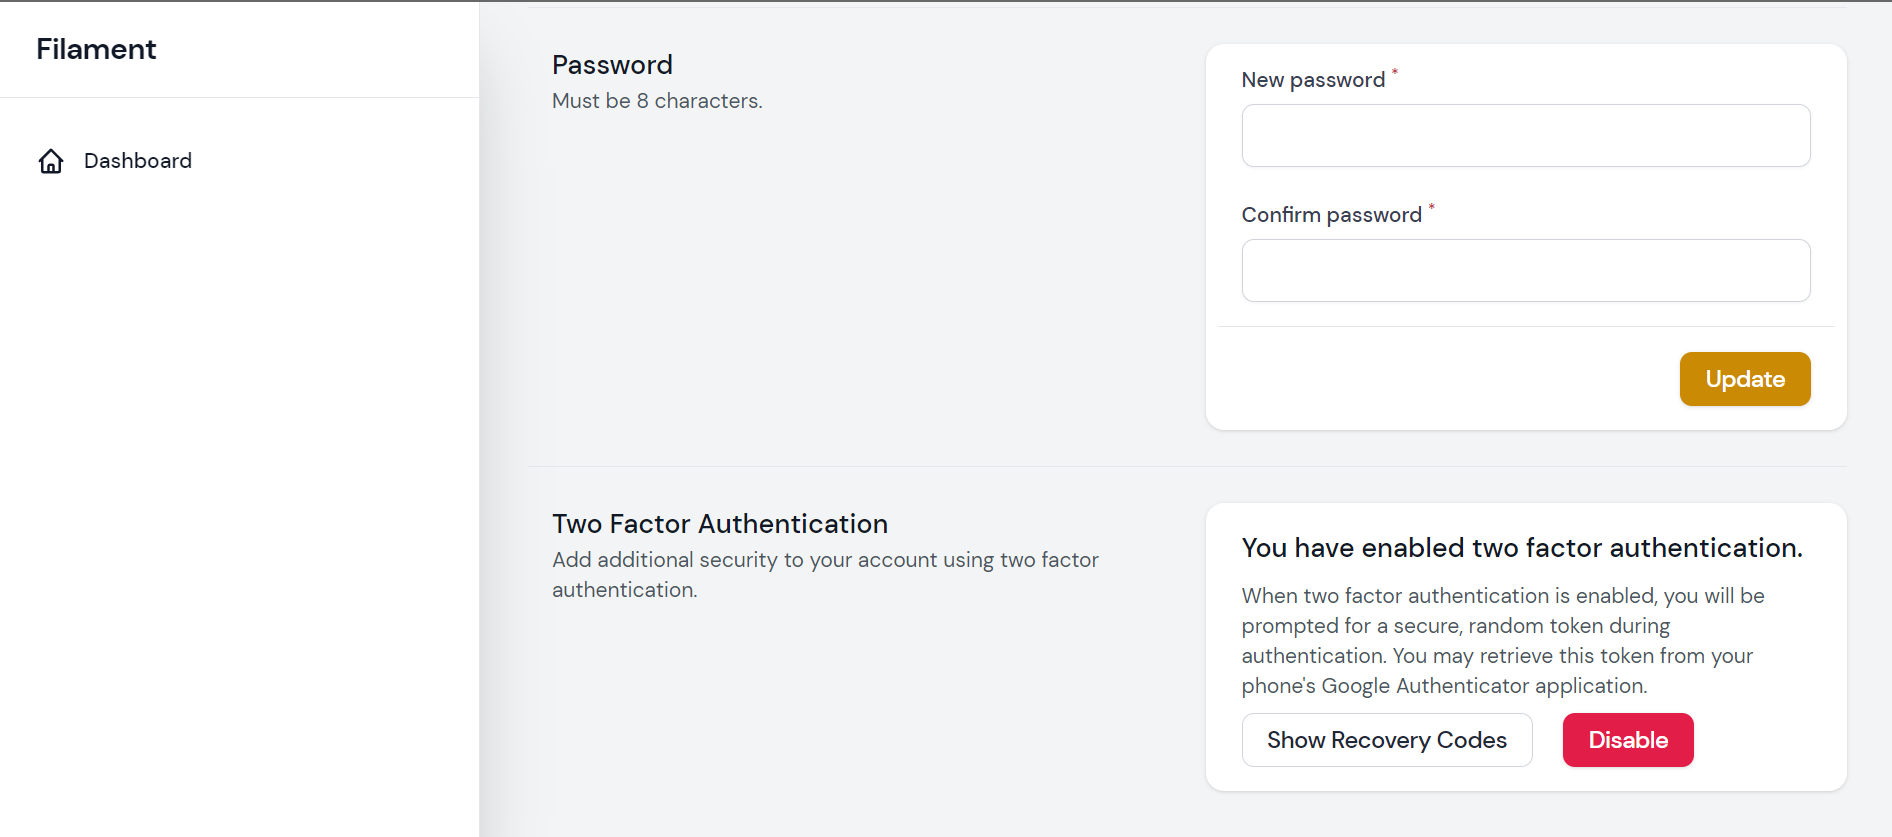 Filament
Dashboard
Password
Must be 8 characters.
New password *
Confirm password *
Update
Two Factor Authentication
Add additional security to your account using two factor
authentication.
You have enabled two factor authentication.
When two factor authentication is enabled, you will be
prompted for a secure, random token during
authentication. You may retrieve this token from your
phone's Google Authenticator application.
Show Recovery Codes
Disable